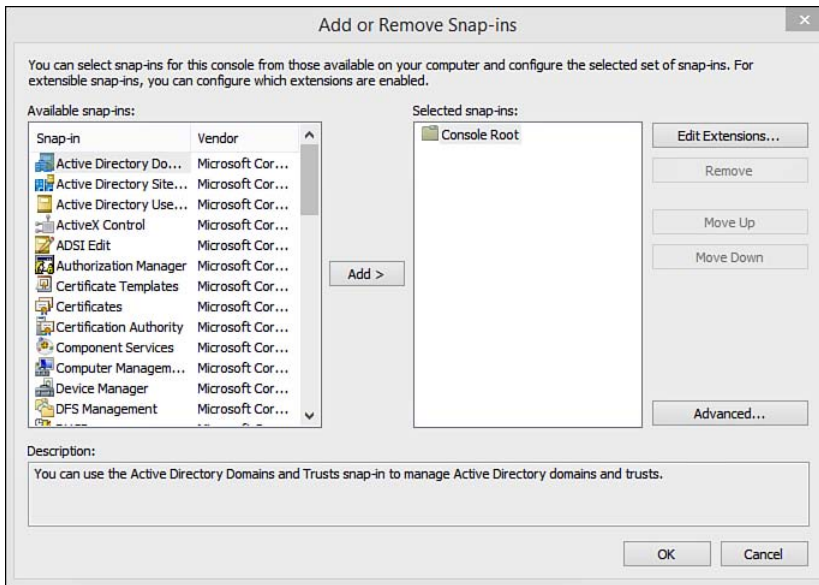 Add or Remove Snap-ins
You can select snap-ins for this console from those available on your computer and configure the selected set of snap-ins. For
extensible snap-ins, you can configure which extensions are enabled.
Available snap-ins:
Snap-in Vendor
Active Directory Do... Microsoft Cor...
Active Directory Site... Microsoft Cor...
Active Directory Use... Microsoft Cor...
ActiveX Control Microsoft Cor...
ADSI Edit Microsoft Cor...
Authorization Manager Microsoft Cor...
Certificate Templates Microsoft Cor...
Certificates Microsoft Cor...
Certification Authority Microsoft Cor...
Component Services Microsoft Cor...
Computer Managem... Microsoft Cor...
Device Manager Microsoft Cor...
DFS Management Microsoft Cor...
Add >
Selected snap-ins:
Console Root
Edit Extensions...
Remove
Move Up
Move Down
Advanced...
Description:
You can use the Active Directory Domains and Trusts snap-in to manage Active Directory domains and trusts.
OK
Cancel